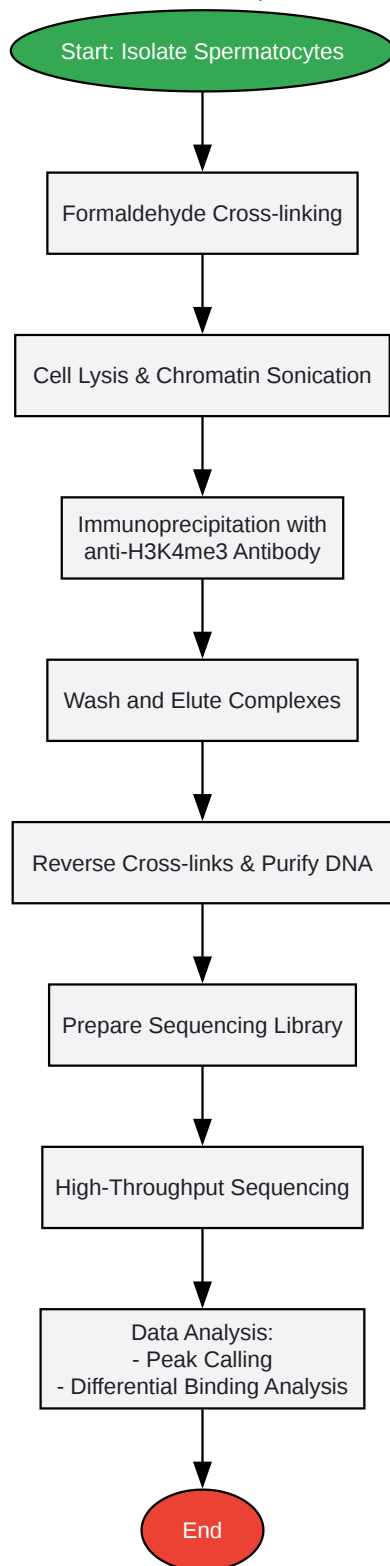 Start: Isolate Spermatocytes
Formaldehyde Cross-linking
Cell Lysis & Chromatin Sonication
Immunoprecipitation with
anti-H3K4me3 Antibody
Wash and Elute Complexes
Reverse Cross-links & Purify DNA
Prepare Sequencing Library
High-Throughput Sequencing
Data Analysis:
- Peak Calling
- Differential Binding Analysis
End